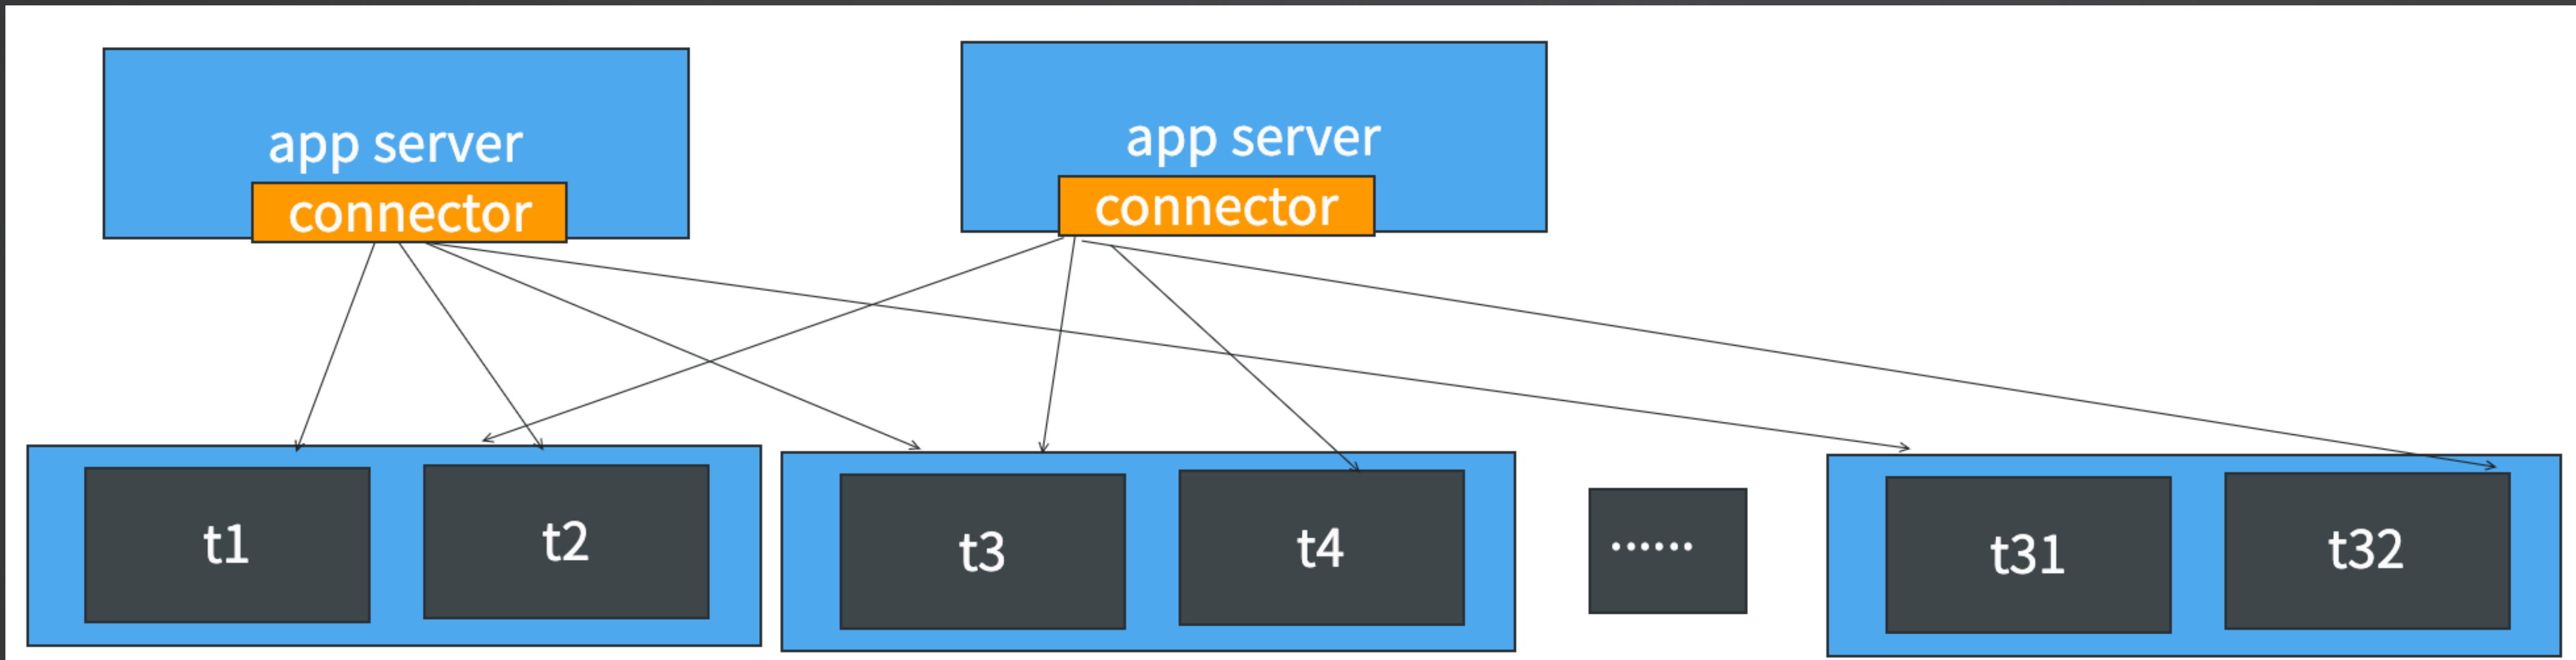 app server
connector
app server
connector
t1
t2
t3
t4
......
t31
t32